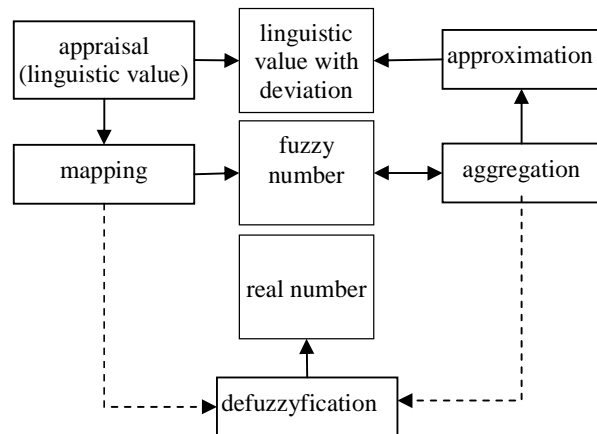 appraisal
(linguistic value)
linguistic
value with
deviation
approximation
mapping
fuzzy
number
aggregation
real number
defuzzyfication